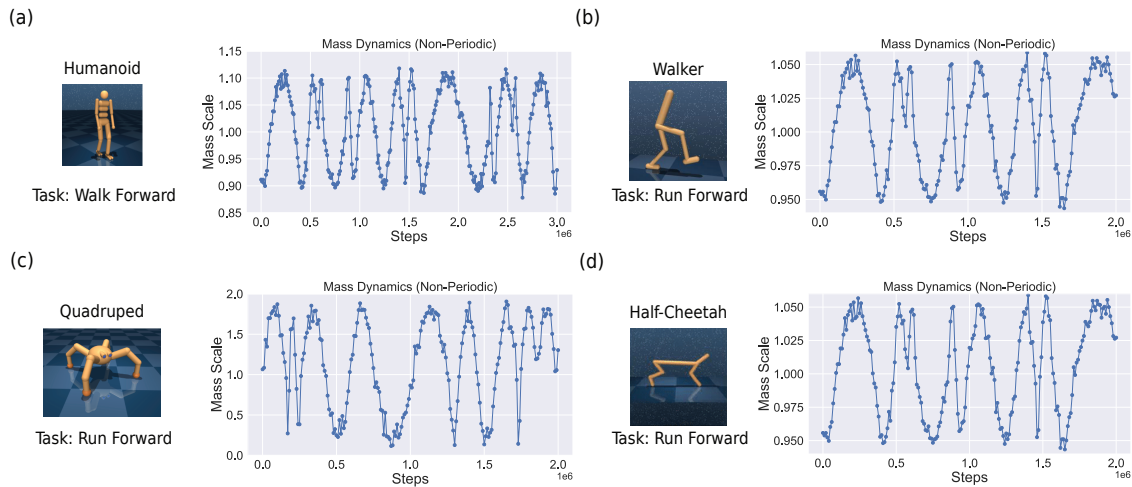 (a)
Humanoid
Task: Walk Forward
Mass Dynamics (Non-Periodic)
Mass Scale
1.15
1.10
1.05
1.00
0.95
0.90
0.85
0.0
0.5
1.0
1.5
2.0
2.5
3.0
1e6
Steps
(b)
Walker
Task: Run Forward
Mass Dynamics (Non-Periodic)
Mass Scale
1.050
1.025
1.000
0.975
0.950
0.0
0.5
1.0
1.5
2.0
1e6
Steps
(c)
Quadruped
Task: Run Forward
Mass Dynamics (Non-Periodic)
Mass Scale
2.0
1.5
1.0
0.5
0.0
0.0
0.5
1.0
1.5
2.0
1e6
Steps
(d)
Half-Cheetah
Task: Run Forward
Mass Dynamics (Non-Periodic)
Mass Scale
1.050
1.025
1.000
0.975
0.950
0.0
0.5
1.0
1.5
2.0
1e6
Steps